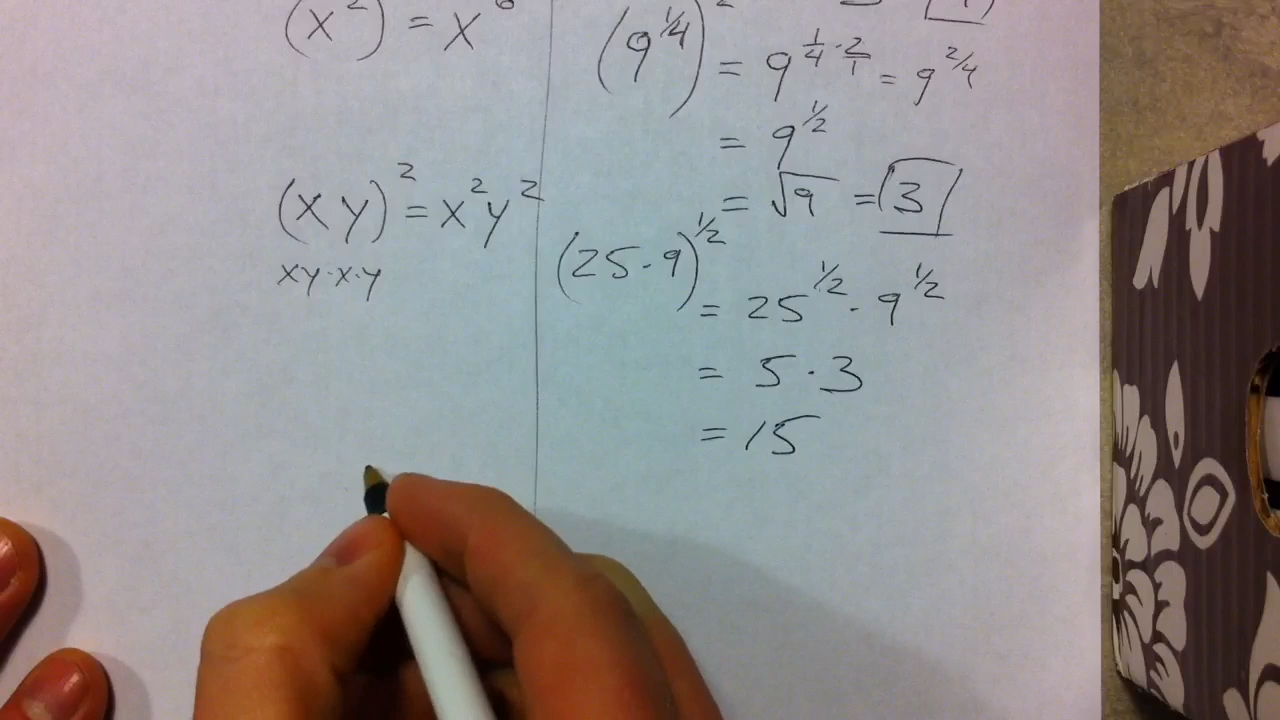 (x²) = x⁶
(xy)² = x²y²
xy·x·y
(9^¼)² = 9^(¼·2/1) = 9^(2/4)
= 9^½
= √9 = 3
(25·9)^½
= 25^½ · 9^½
= 5·3
= 15